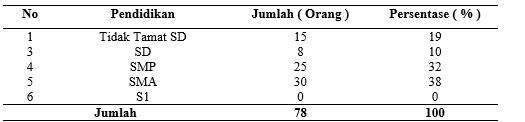 No Pendidikan Jumlah ( Orang ) Persentase ( % )
1 Tidak Tamat SD 15 19
3 SD 8 10
4 SMP 25 32
5 SMA 30 38
6 S1 0 0
Jumlah 78 100